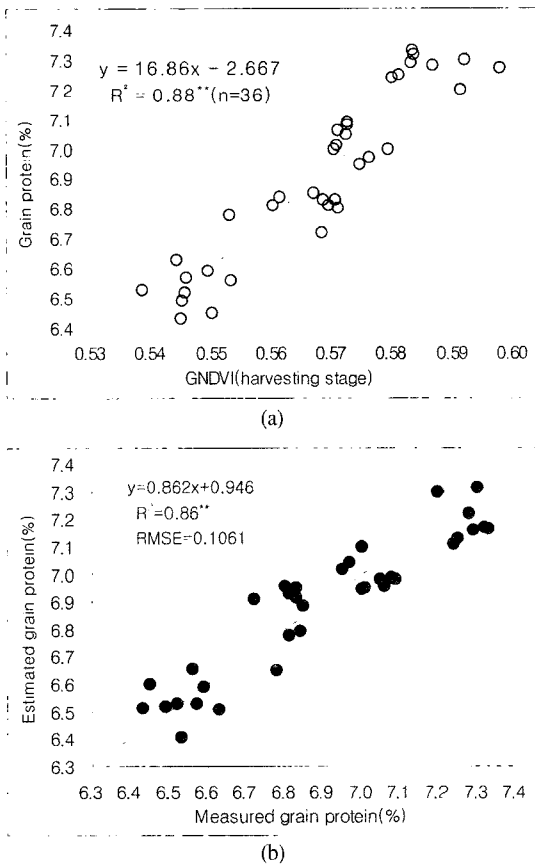 7.4
7.3
7.2
7.1
7.0
6.9
6.8
6.7
6.6
6.5
6.4
Grain protein(%)
y = 16.86x - 2.667
R² = 0.88**(n=36)
0.53 0.54 0.55 0.56 0.57 0.58 0.59 0.60
GNDVI(harvesting stage)
(a)
7.4
7.3
7.2
7.1
7.0
6.9
6.8
6.7
6.6
6.5
6.4
6.3
Estimated grain protein(%)
y=0.862x+0.946
R²=0.86**
RMSE=0.1061
6.3 6.4 6.5 6.6 6.7 6.8 6.9 7.0 7.1 7.2 7.3 7.4
Measured grain protein(%)
(b)